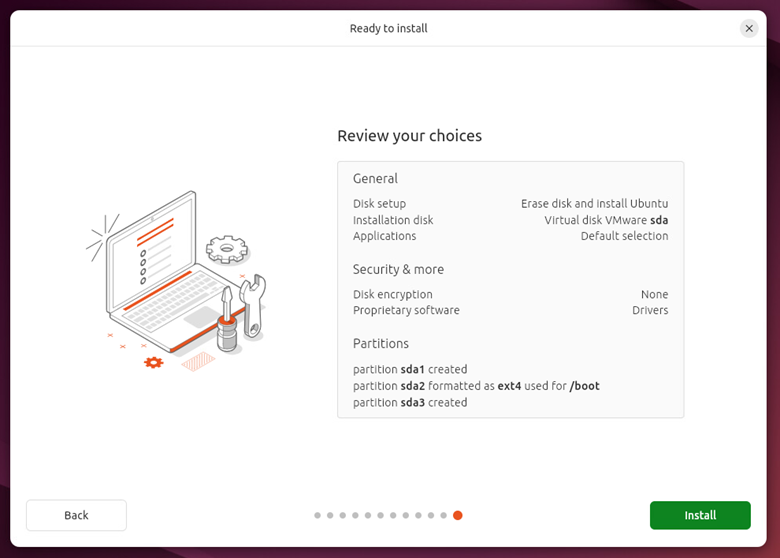 Ready to install
Review your choices
General
Disk setup Erase disk and install Ubuntu
Installation disk Virtual disk VMware sda
Applications Default selection
Security & more
Disk encryption None
Proprietary software Drivers
Partitions
partition sda1 created
partition sda2 formatted as ext4 used for /boot
partition sda3 created
Back Install